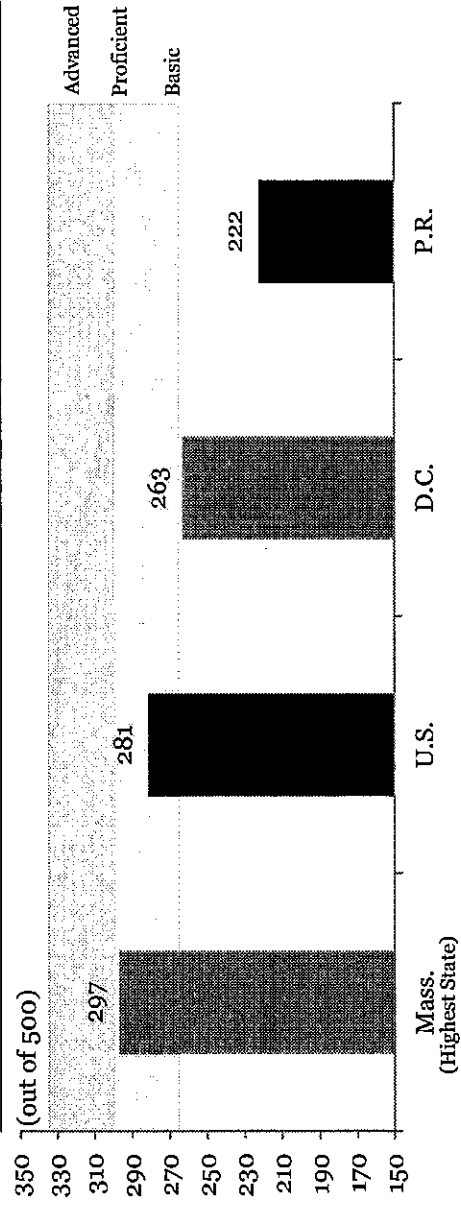 (out of 500)
350
330
310
290
270
250
230
210
190
170
150
297
281
263
222
Advanced
Proficient
Basic
Mass.
(Highest State)
U.S.
D.C.
P.R.